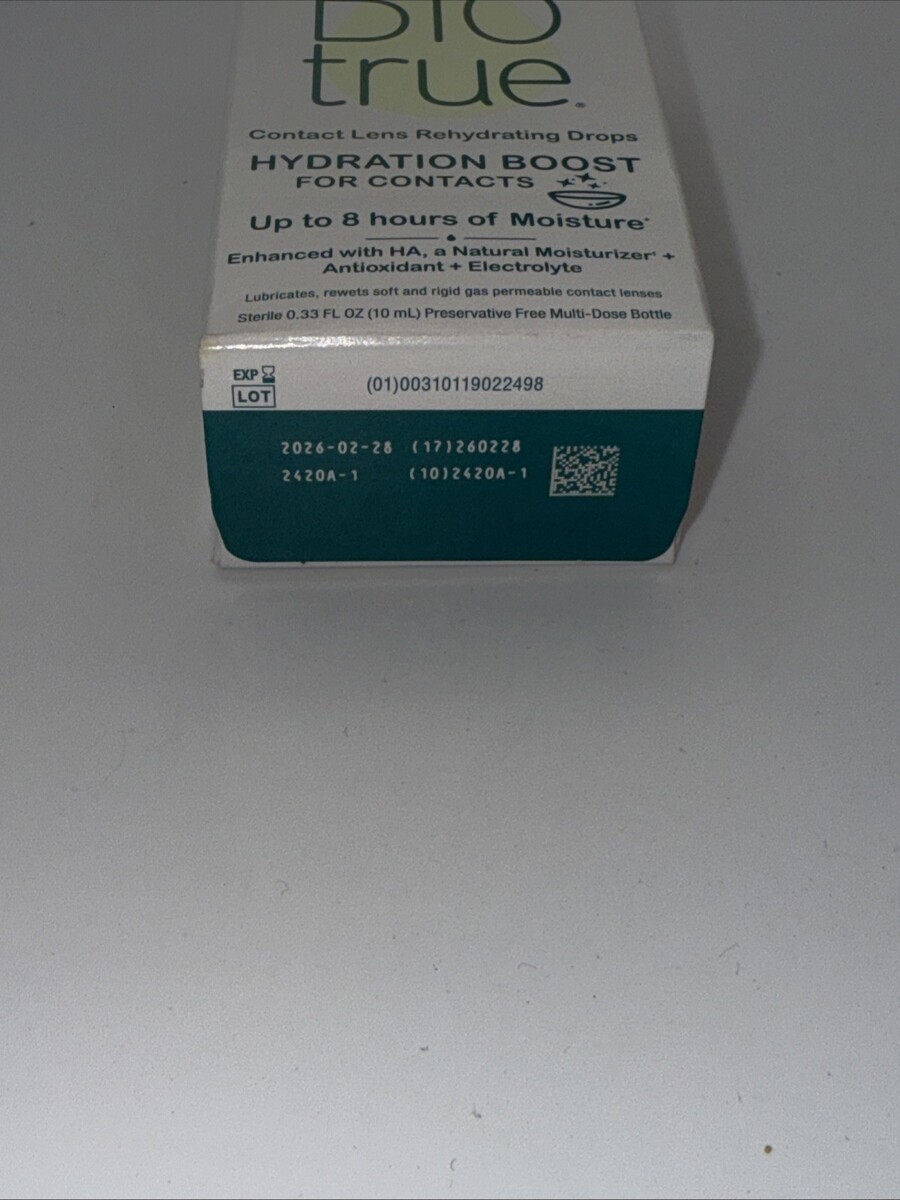 BIO
true®
Contact Lens Rehydrating Drops
HYDRATION BOOST
FOR CONTACTS
Up to 8 hours of Moisture*
Enhanced with HA, a Natural Moisturizer† +
Antioxidant + Electrolyte
Lubricates, rewets soft and rigid gas permeable contact lenses
Sterile 0.33 FL OZ (10 mL) Preservative Free Multi-Dose Bottle
EXP
LOT
(01)00310119022498
2026-02-28 (17)260228
2420A-1 (10)2420A-1